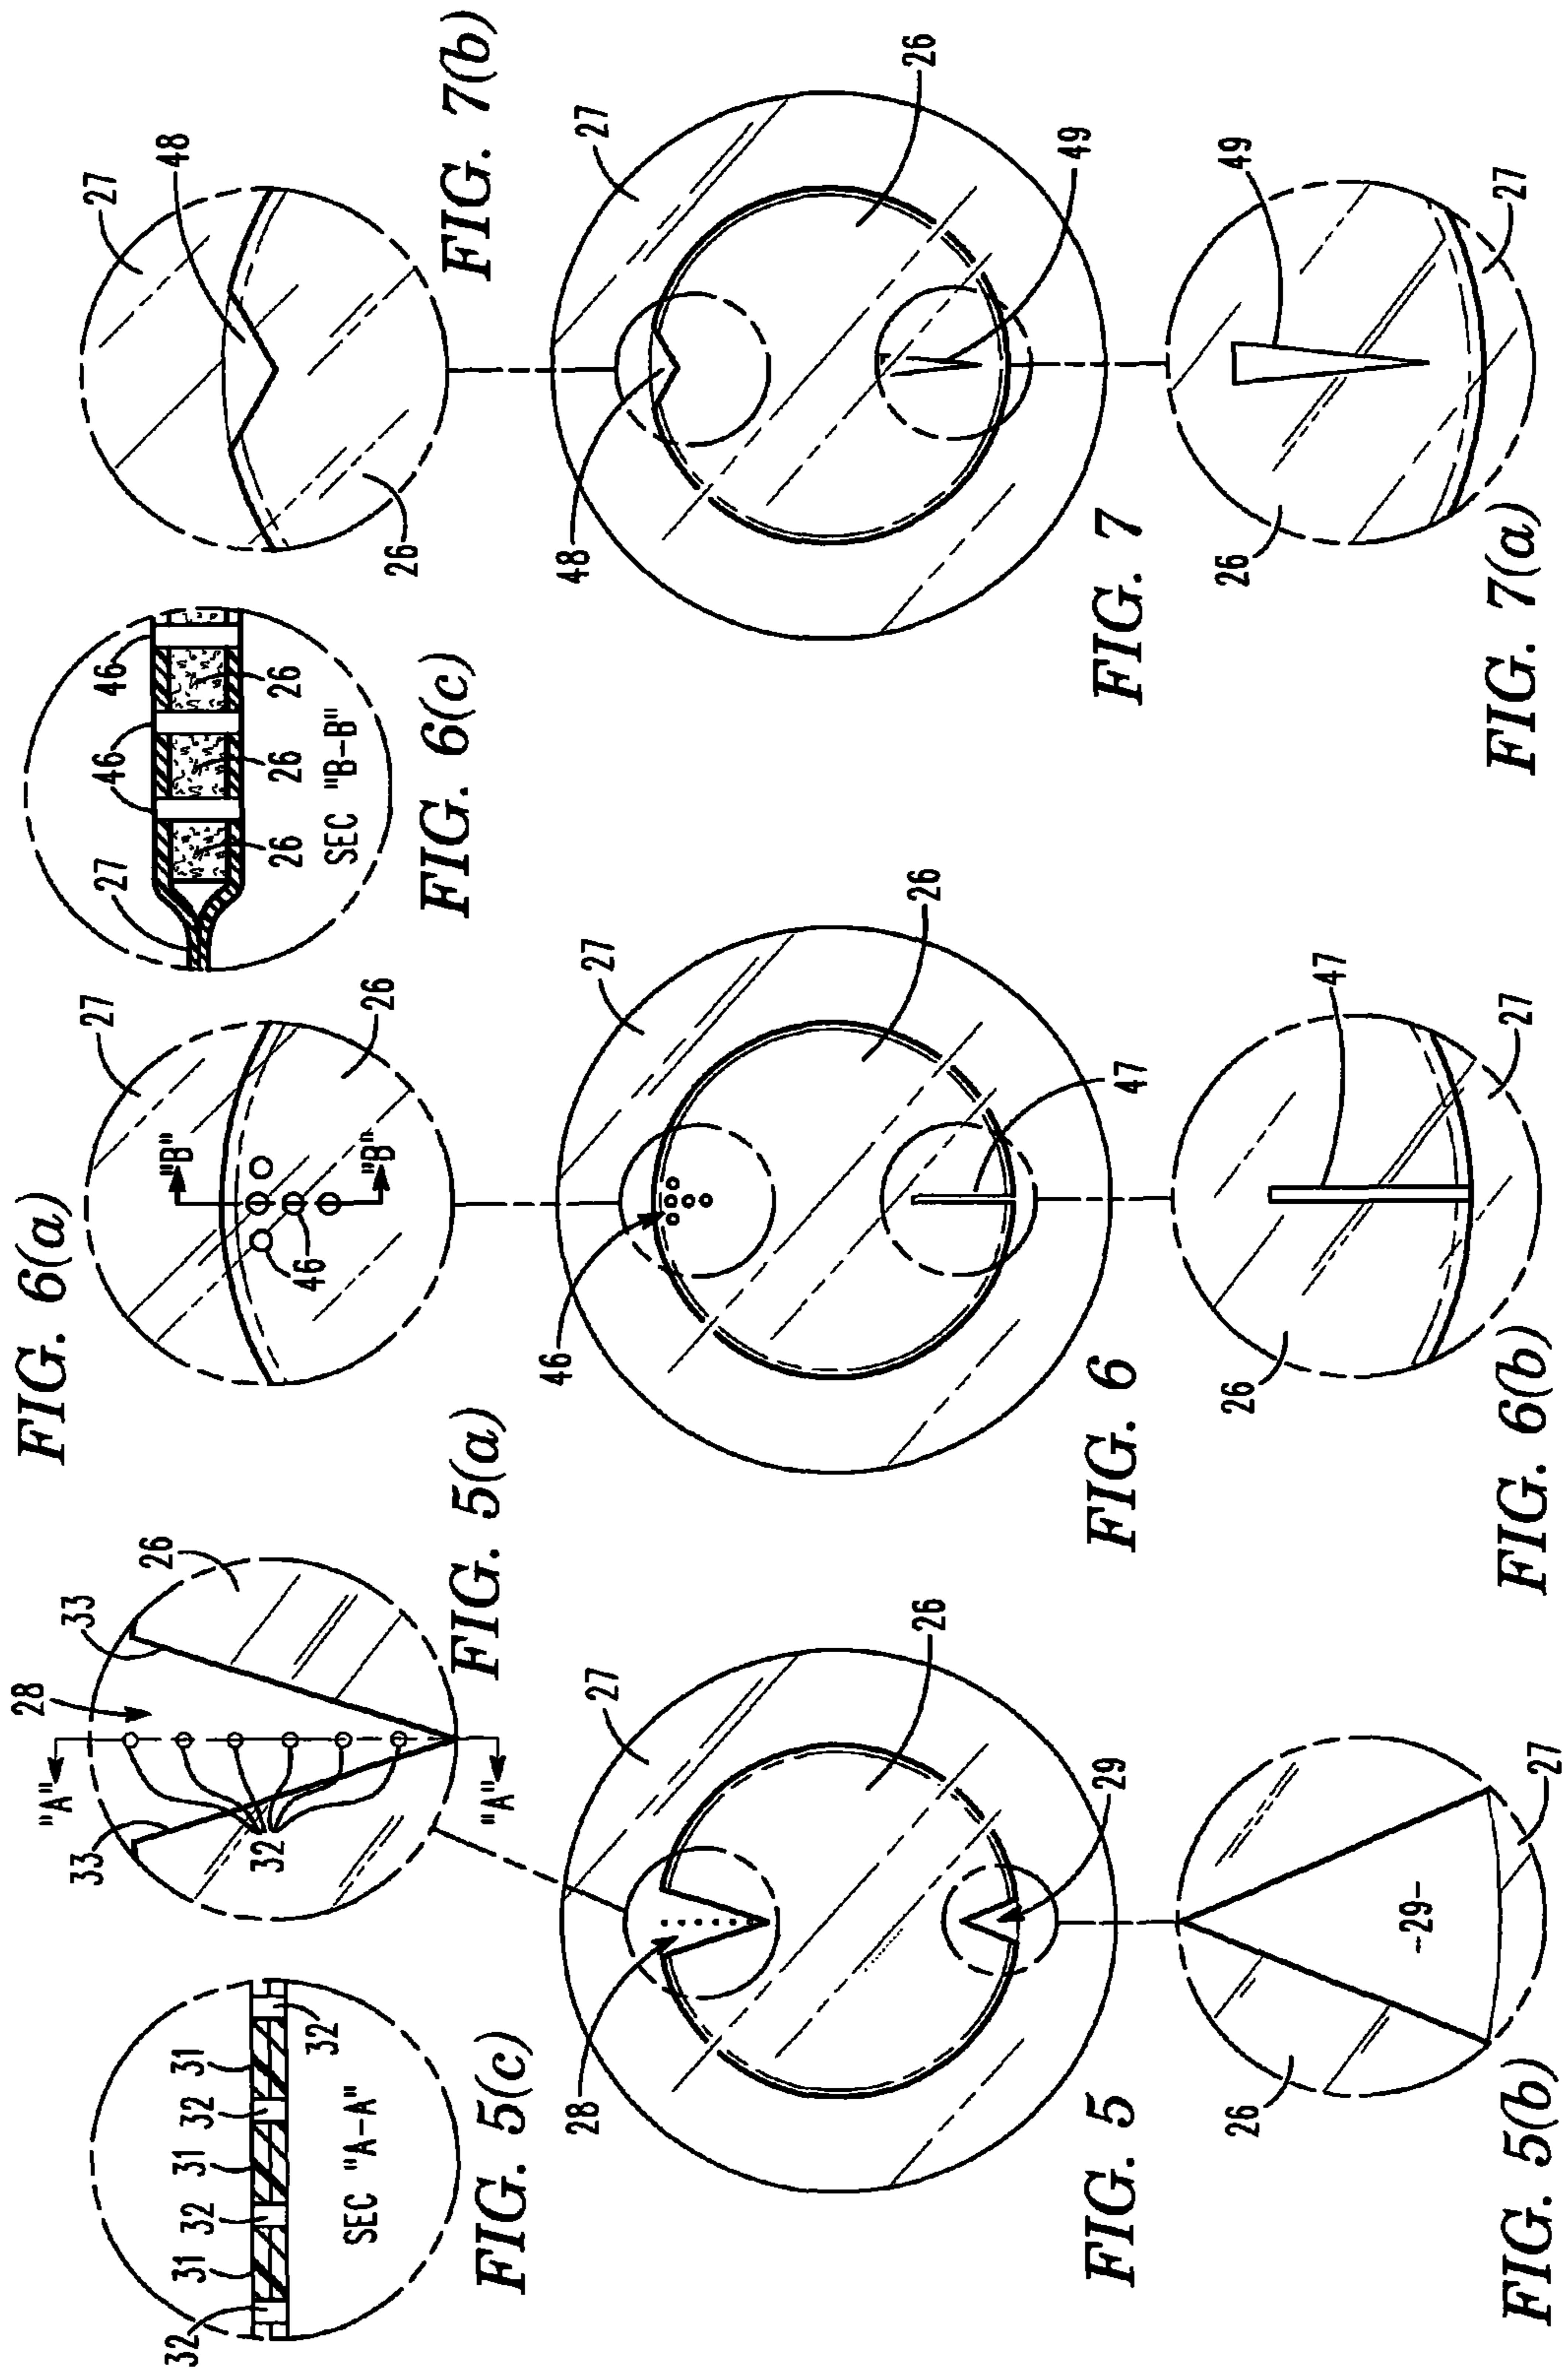 32
31
32
31
32
31
32
SEC "A-A"
FIG. 5(c)
"A"
28
33
33
26
32
"A"
FIG. 5(a)
28
27
26
29
FIG. 5
26
-29-
27
FIG. 5(b)
FIG. 6(a)
27
"B"
"B"
46
26
27
46
46
26
26
26
SEC "B-B"
FIG. 6(c)
46
27
26
47
FIG. 6
26
47
27
FIG. 6(b)
27
48
26
FIG. 7(b)
48
27
26
49
FIG. 7
26
49
27
FIG. 7(a)